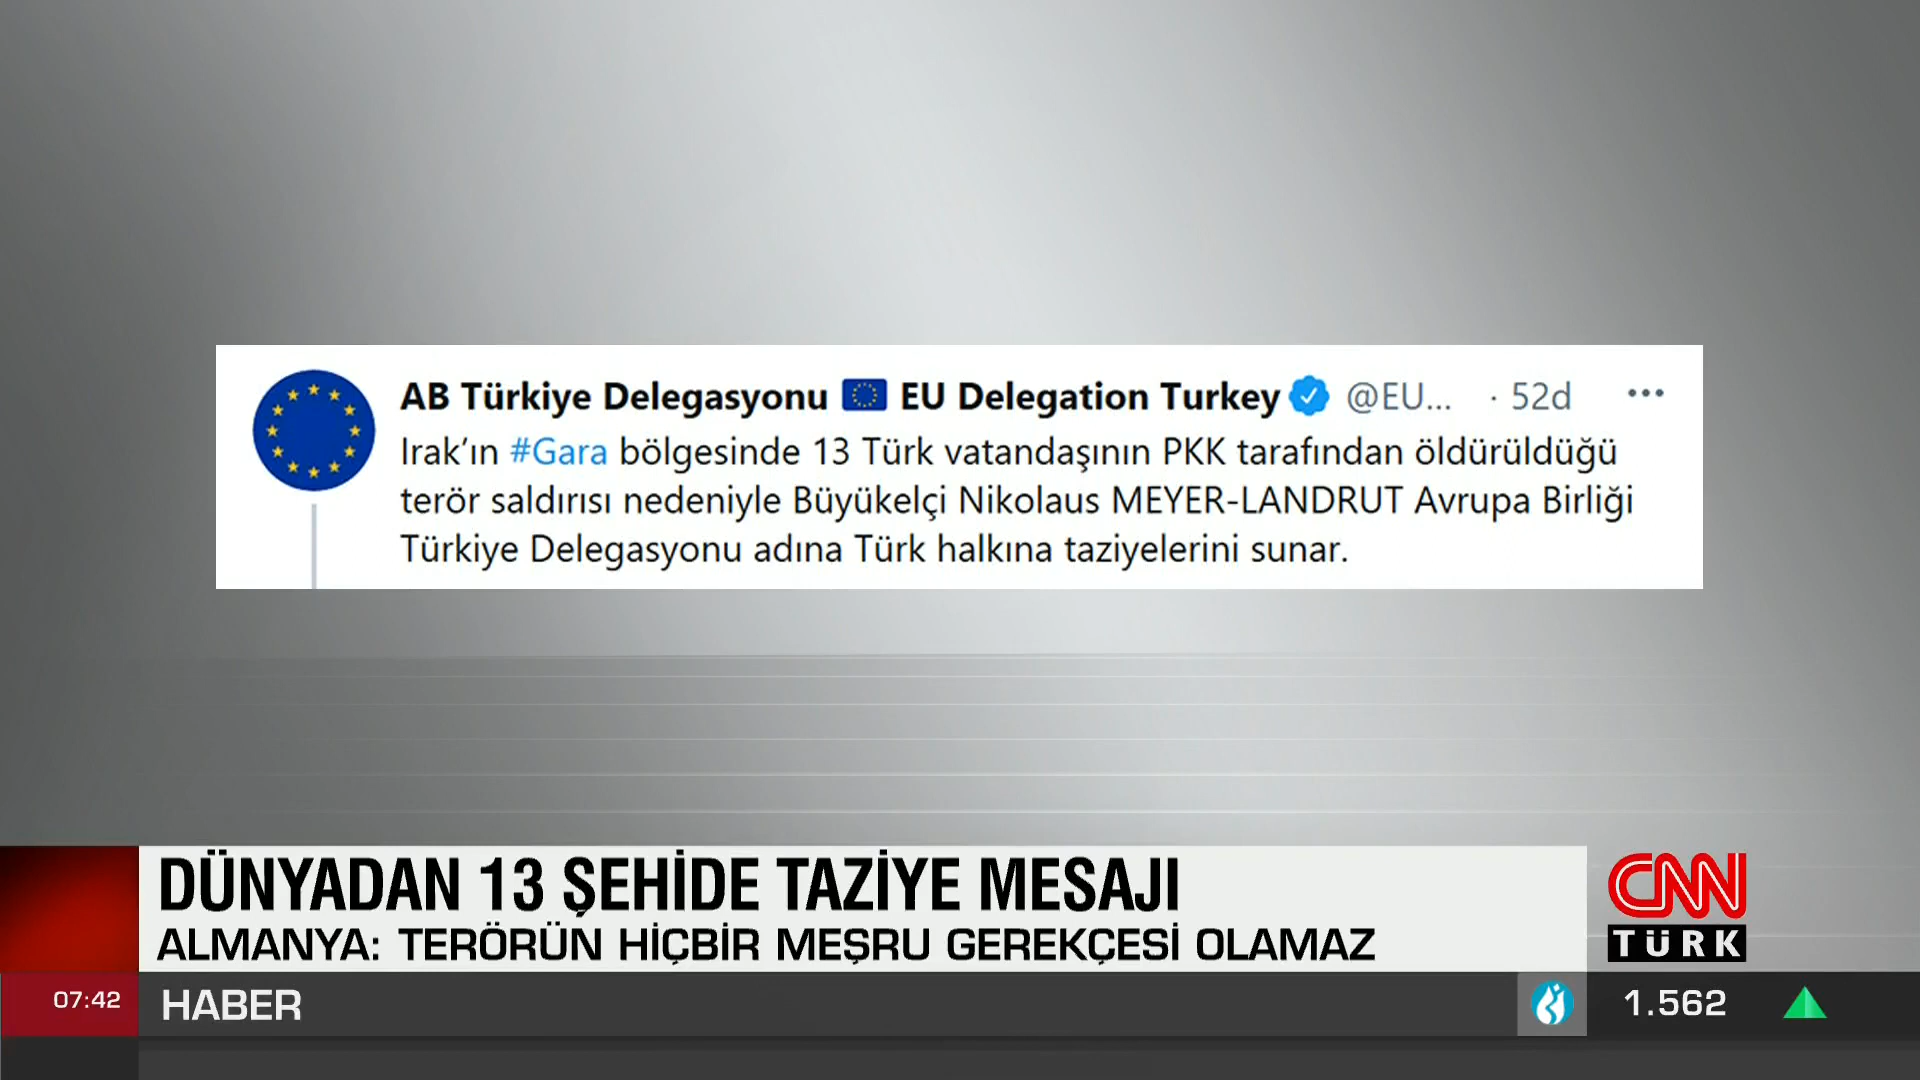 AB Türkiye Delegasyonu EU Delegation Turkey @EU... · 52d
Irak’ın #Gara bölgesinde 13 Türk vatandaşının PKK tarafından öldürüldüğü
terör saldırısı nedeniyle Büyükelçi Nikolaus MEYER-LANDRUT Avrupa Birliği
Türkiye Delegasyonu adına Türk halkına taziyelerini sunar.
DÜNYADAN 13 ŞEHİDE TAZİYE MESAJI
ALMANYA: TERÖRÜN HİÇBİR MEŞRU GEREKÇESİ OLAMAZ
CNN
TÜRK
07:42 HABER 1.562